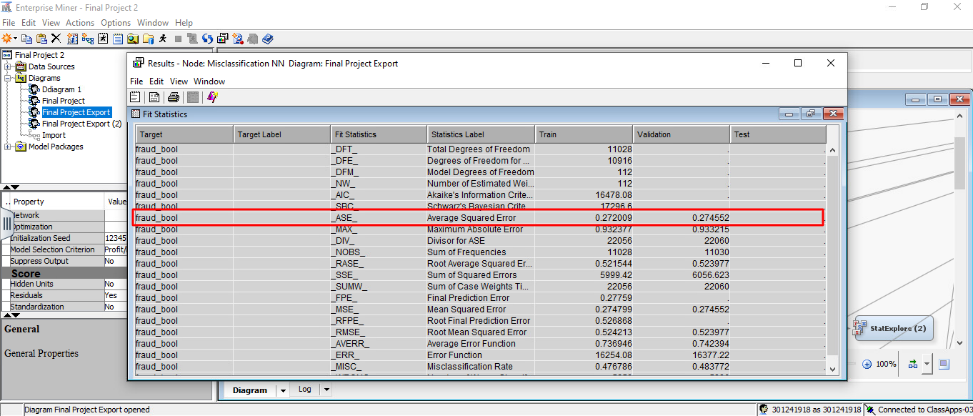 Enterprise Miner - Final Project 2
File Edit View Actions Options Window Help
Final Project 2
Data Sources
Diagrams
Ddiagram 1
Final Project
Final Project Export
Final Project Export (2)
Import
Model Packages
.. Property Value
Network
Optimization
Initialization Seed 12345
Model Selection Criterion Profit/
Suppress Output No
Score
Hidden Units No
Residuals Yes
Standardization No
General
General Properties
Results - Node: Misclassification NN Diagram: Final Project Export
File Edit View Window
Fit Statistics
Target Target Label Fit Statistics Statistics Label Train Validation Test
fraud_bool _DFT_ Total Degrees of Freedom 11028 . .
fraud_bool _DFE_ Degrees of Freedom for ... 10916 . .
fraud_bool _DFM_ Model Degrees of Freedom 112 . .
fraud_bool _NW_ Number of Estimated Wei... 112 . .
fraud_bool _AIC_ Akaike's Information Crite... 16478.08 . .
fraud_bool _SBC_ Schwarz's Bayesian Crite... 17296.6 . .
fraud_bool _ASE_ Average Squared Error 0.272009 0.274552 .
fraud_bool _MAX_ Maximum Absolute Error 0.932377 0.933215 .
fraud_bool _DIV_ Divisor for ASE 22056 22060 .
fraud_bool _NOBS_ Sum of Frequencies 11028 11030 .
fraud_bool _RASE_ Root Average Squared Er... 0.521544 0.523977 .
fraud_bool _SSE_ Sum of Squared Errors 5999.42 6056.623 .
fraud_bool _SUMW_ Sum of Case Weights Ti... 22056 22060 .
fraud_bool _FPE_ Final Prediction Error 0.27759 . .
fraud_bool _MSE_ Mean Squared Error 0.274799 0.274552 .
fraud_bool _RFPE_ Root Final Prediction Error 0.526868 . .
fraud_bool _RMSE_ Root Mean Squared Error 0.524213 0.523977 .
fraud_bool _AVERR_ Average Error Function 0.736946 0.742394 .
fraud_bool _ERR_ Error Function 16254.08 16377.22 .
fraud_bool _MISC_ Misclassification Rate 0.476786 0.483772 .
StatExplore (2)
100%
Diagram Log
Diagram Final Project Export opened
301241918 as 301241918 Connected to ClassApps-03